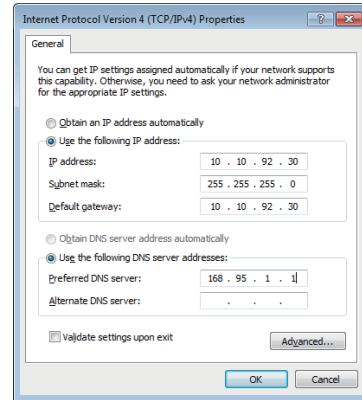 Internet Protocol Version 4 (TCP/IPv4) Properties
General
You can get IP settings assigned automatically if your network supports
this capability. Otherwise, you need to ask your network administrator
for the appropriate IP settings.
Obtain an IP address automatically
Use the following IP address:
IP address: 10 . 10 . 92 . 30
Subnet mask: 255 . 255 . 255 . 0
Default gateway: 10 . 10 . 92 . 30
Obtain DNS server address automatically
Use the following DNS server addresses:
Preferred DNS server: 168 . 95 . 1 . 1
Alternate DNS server: . . .
Validate settings upon exit
Advanced...
OK Cancel